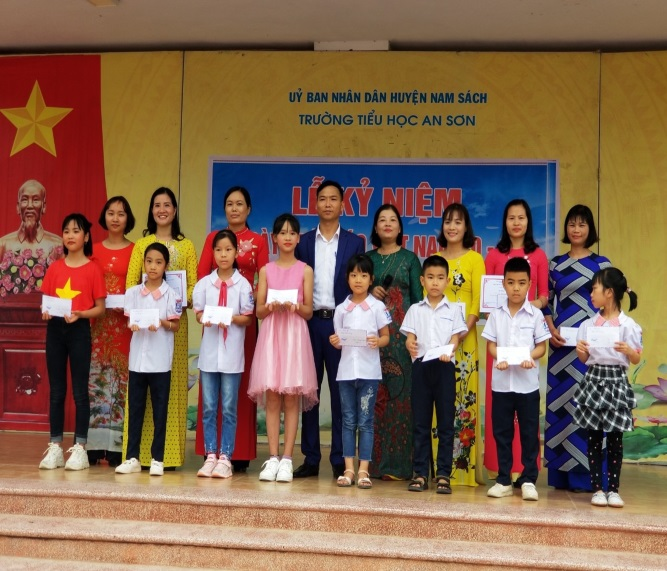 UỶ BAN NHÂN DÂN HUYỆN NAM SÁCH
TRƯỜNG TIỂU HỌC AN SƠN
LỄ KỶ NIỆM